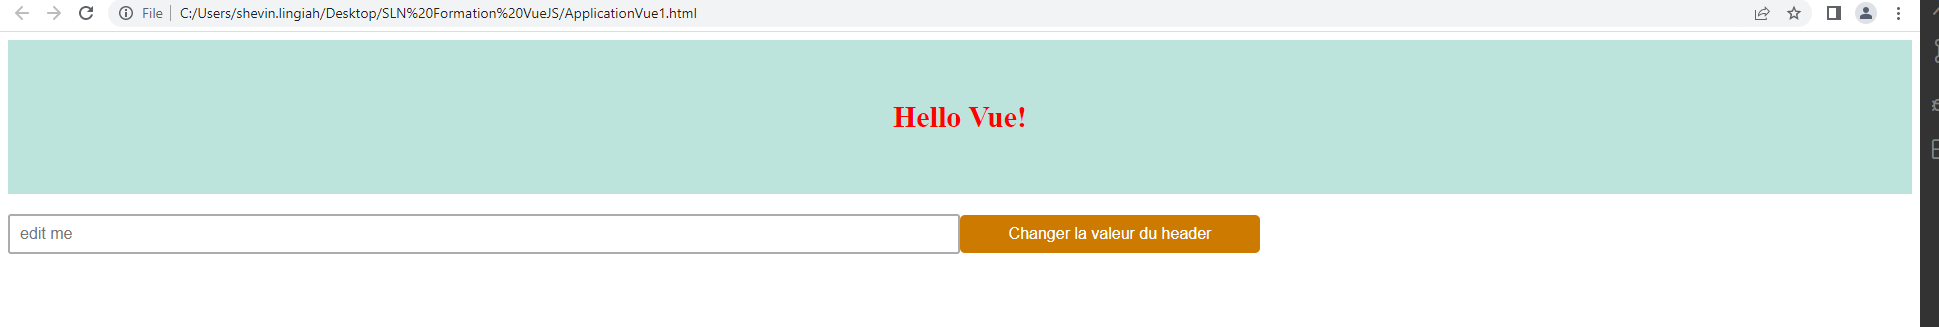 File C:/Users/shevin.lingiah/Desktop/SLN%20Formation%20VueJS/ApplicationVue1.html
Hello Vue!
edit me Changer la valeur du header